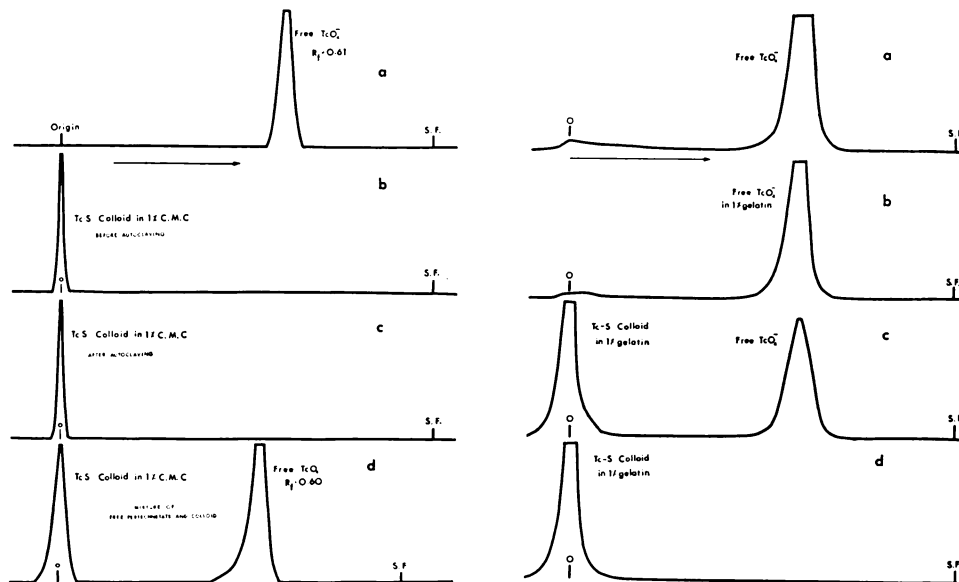 Free TcO₄⁻
Rf·0.61
a
Origin
S.F.
b
TcS Colloid in 1% C.M.C
BEFORE AUTOCLAVING
O
S.F.
c
TcS Colloid in 1% C.M.C
AFTER AUTOCLAVING
O
S.F.
d
TcS Colloid in 1% C.M.C
MIXTURE OF
FREE PERTECHNETATE AND COLLOID
Free TcO₄
Rf·0.60
O
S.F
Free TcO₄⁻
a
O
S.F
b
Free TcO₄⁻
in 1% gelatin
O
S.F
c
Tc-S Colloid
in 1% gelatin
Free TcO₄⁻
O
S.F
d
Tc-S Colloid
in 1% gelatin
O
S.F